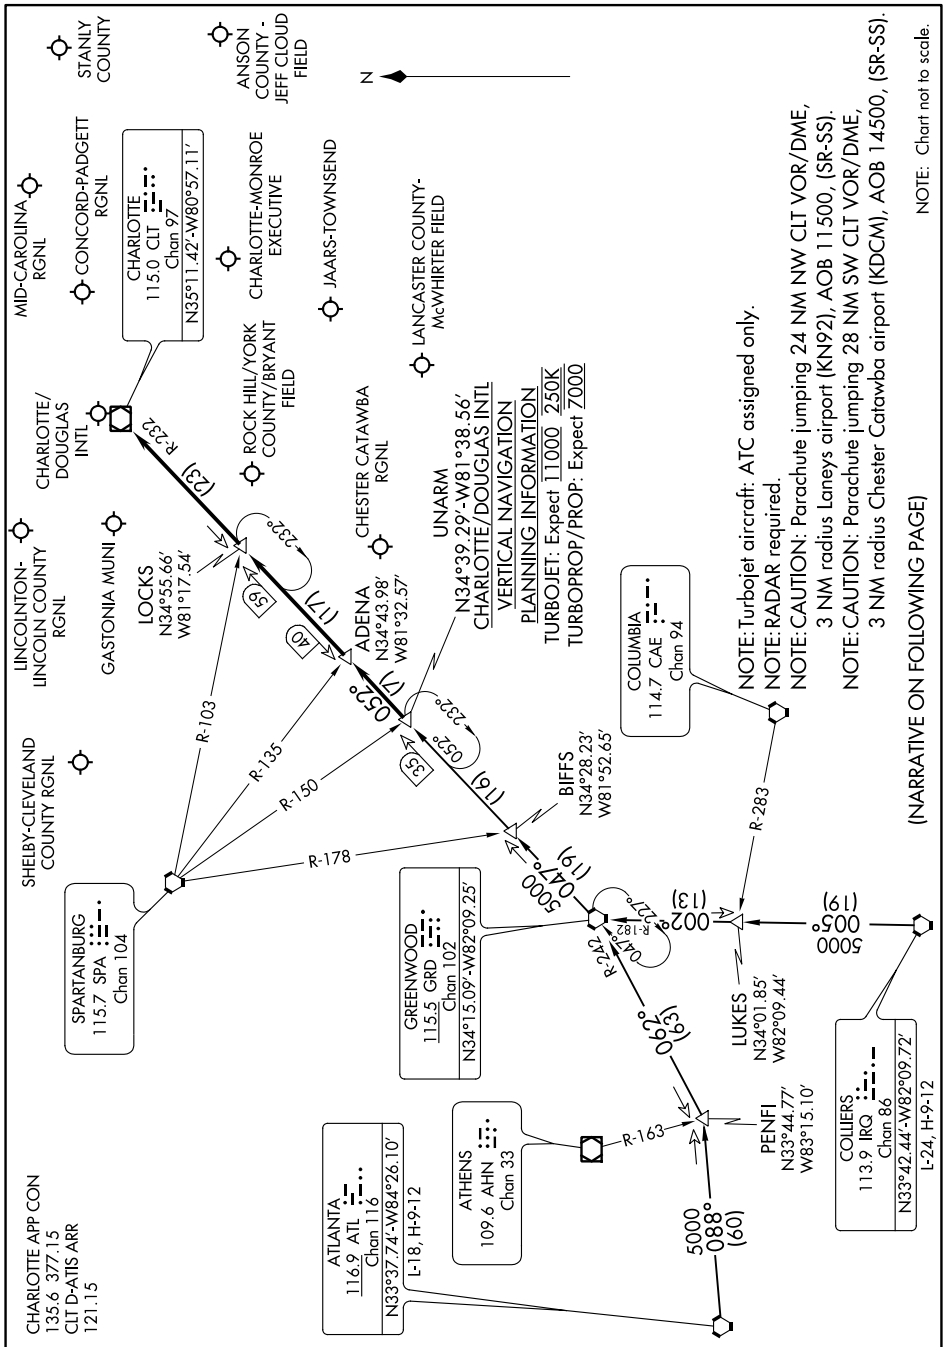 CHARLOTTE APP CON
135.6 377.15
CLT D-ATIS ARR
121.15
SHELBY-CLEVELAND
COUNTY RGNL
LINCOLNTON-
LINCOLN COUNTY
RGNL
MID-CAROLINA
RGNL
STANLY
COUNTY
CONCORD-PADGETT
RGNL
GASTONIA MUNI
CHARLOTTE/
DOUGLAS
INTL
CHARLOTTE
115.0 CLT
Chan 97
N35°11.42'-W80°57.11'
ANSON
COUNTY -
JEFF CLOUD
FIELD
CHARLOTTE-MONROE
EXECUTIVE
JAARS-TOWNSEND
ROCK HILL/YORK
COUNTY/BRYANT
FIELD
LANCASTER COUNTY-
McWHIRTER FIELD
CHESTER CATAWBA
RGNL
N
SPARTANBURG
115.7 SPA
Chan 104
R-103
R-135
R-150
R-178
LOCKS
N34°55.66'
W81°17.54'
R-232
(23)
232°
59
(17)
40
ADENA
N34°43.98'
W81°32.57'
052°
(7)
UNARM
N34°39.29'-W81°38.56'
CHARLOTTE/DOUGLAS INTL
VERTICAL NAVIGATION
PLANNING INFORMATION
TURBOJET: Expect 11000 250K
TURBOPROP/PROP: Expect 7000
35
052°
232°
(16)
BIFFS
N34°28.23'
W81°52.65'
5000
047°
(19)
GREENWOOD
115.5 GRD
Chan 102
N34°15.09'-W82°09.25'
R-242
R-182
047°
227°
062°
(63)
002°
(13)
COLUMBIA
114.7 CAE
Chan 94
R-283
LUKES
N34°01.85'
W82°09.44'
5000
005°
(19)
COLLIERS
113.9 IRQ
Chan 86
N33°42.44'-W82°09.72'
L-24, H-9-12
ATHENS
109.6 AHN
Chan 33
R-163
PENFI
N33°44.77'
W83°15.10'
ATLANTA
116.9 ATL
Chan 116
N33°37.74'-W84°26.10'
L-18, H-9-12
5000
088°
(60)
NOTE: Turbojet aircraft: ATC assigned only.
NOTE: RADAR required.
NOTE: CAUTION: Parachute jumping 24 NM NW CLT VOR/DME,
3 NM radius Laneys airport (KN92), AOB 11500, (SR-SS).
NOTE: CAUTION: Parachute jumping 28 NM SW CLT VOR/DME,
3 NM radius Chester Catawba airport (KDCM), AOB 14500, (SR-SS).
(NARRATIVE ON FOLLOWING PAGE)
NOTE: Chart not to scale.